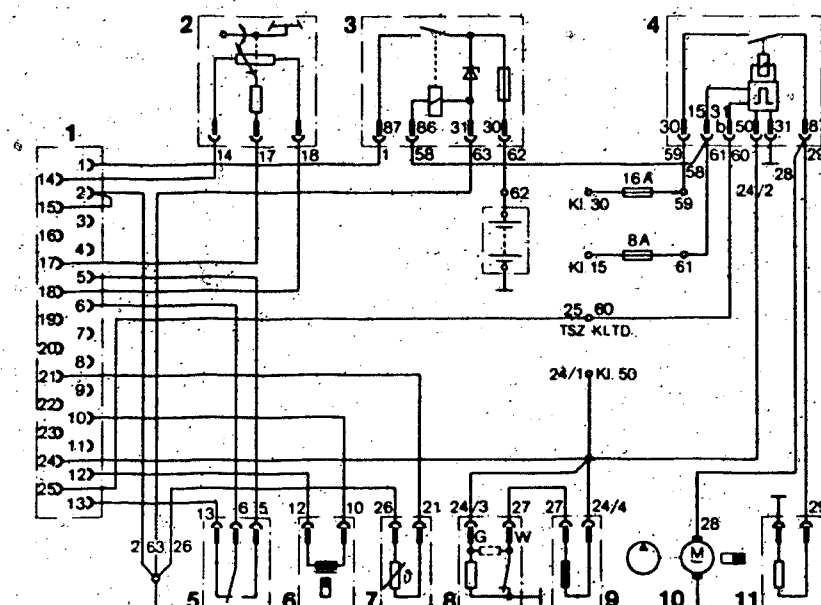 2 3 4
87 86 31 30
30 15 31 b 50 31 87
1
14 17 18
1 58 63 62
59 61 60 29
58 24/2 28
1
14
2
15
3
16
4
17
5
18
6
19
7
20
8
21
9
22
10
23
11
24
12
25
13
62
16A
Kl. 30 59
8A
Kl. 15 61
25 60
TSZ KLTD.
24/1 Kl. 50
13 6 5 12 10 26 21 24/3 27 27 24/4 28 29
G W
2 63 26
M
ϑ
5 6 7 8 9 10 11